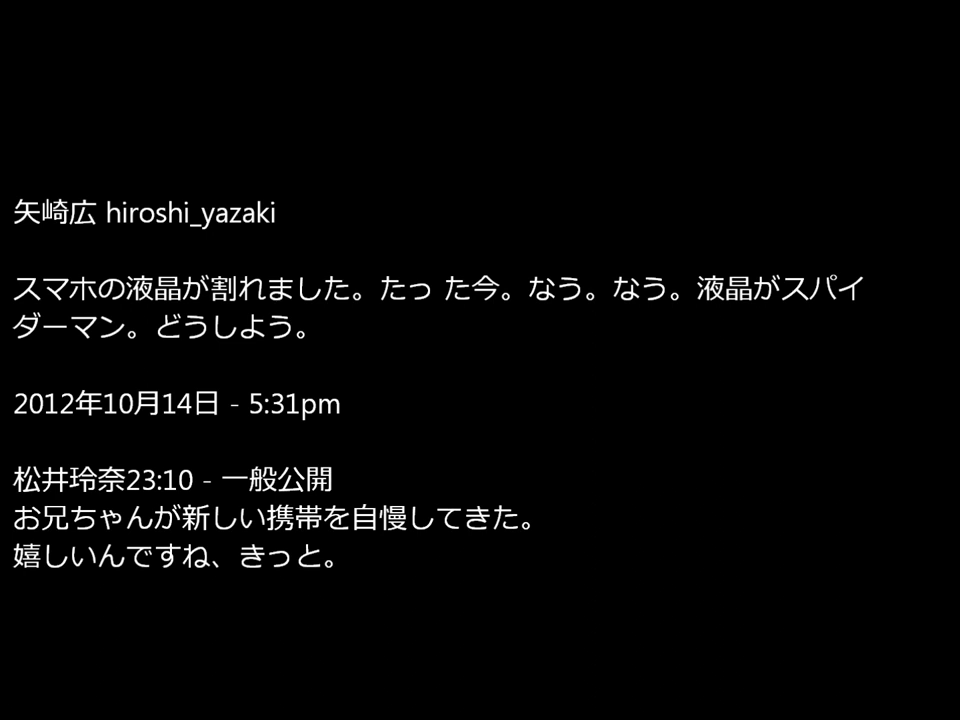 矢崎広 hiroshi_yazaki
スマホの液晶が割れました。たっ た今。なう。なう。液晶がスパイ
ダーマン。どうしよう。
2012年10月14日 - 5:31pm
松井玲奈23:10 - 一般公開
お兄ちゃんが新しい携帯を自慢してきた。
嬉しいんですね、きっと。